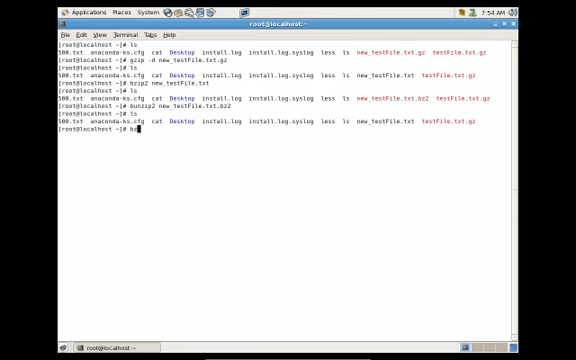 Applications Places System 7:54 AM
root@localhost:~
File Edit View Terminal Tabs Help
[root@localhost ~]# ls
500.txt anaconda-ks.cfg cat Desktop install.log install.log.syslog less ls new_testFile.txt.gz testFile.txt.gz
[root@localhost ~]# gzip -d new_testFile.txt.gz
[root@localhost ~]# ls
500.txt anaconda-ks.cfg cat Desktop install.log install.log.syslog less ls new_testFile.txt testFile.txt.gz
[root@localhost ~]# bzip2 new_testFile.txt
[root@localhost ~]# ls
500.txt anaconda-ks.cfg cat Desktop install.log install.log.syslog less ls new_testFile.txt.bz2 testFile.txt.gz
[root@localhost ~]# bunzip2 new_testFile.txt.bz2
[root@localhost ~]# ls
500.txt anaconda-ks.cfg cat Desktop install.log install.log.syslog less ls new_testFile.txt testFile.txt.gz
[root@localhost ~]# bz
root@localhost:~